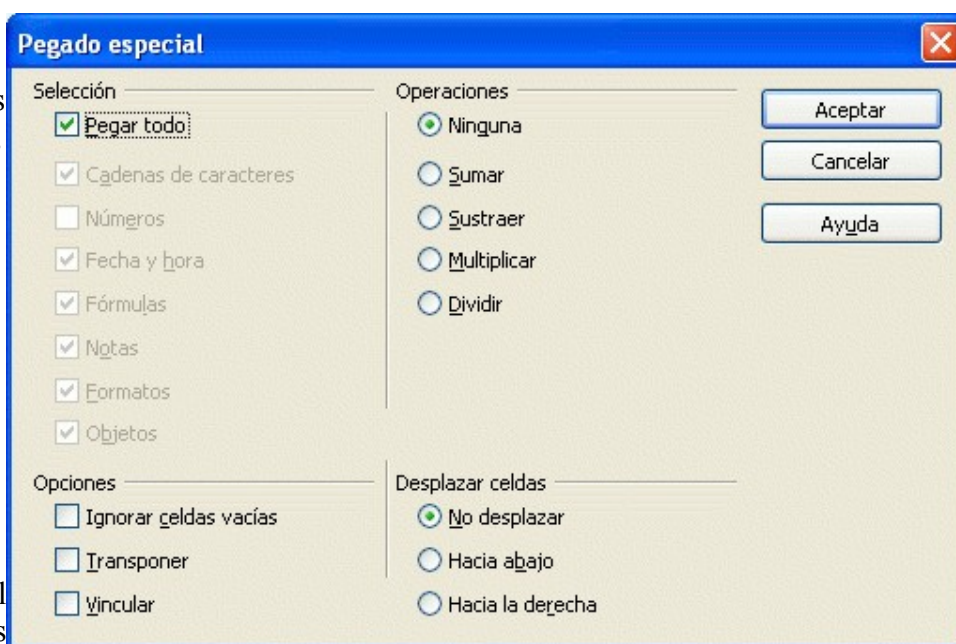 Pegado especial
Selección
Pegar todo
Cadenas de caracteres
Números
Fecha y hora
Fórmulas
Notas
Formatos
Objetos
Operaciones
Ninguna
Sumar
Sustraer
Multiplicar
Dividir
Aceptar
Cancelar
Ayuda
Opciones
Ignorar celdas vacías
Transponer
Vincular
Desplazar celdas
No desplazar
Hacia abajo
Hacia la derecha